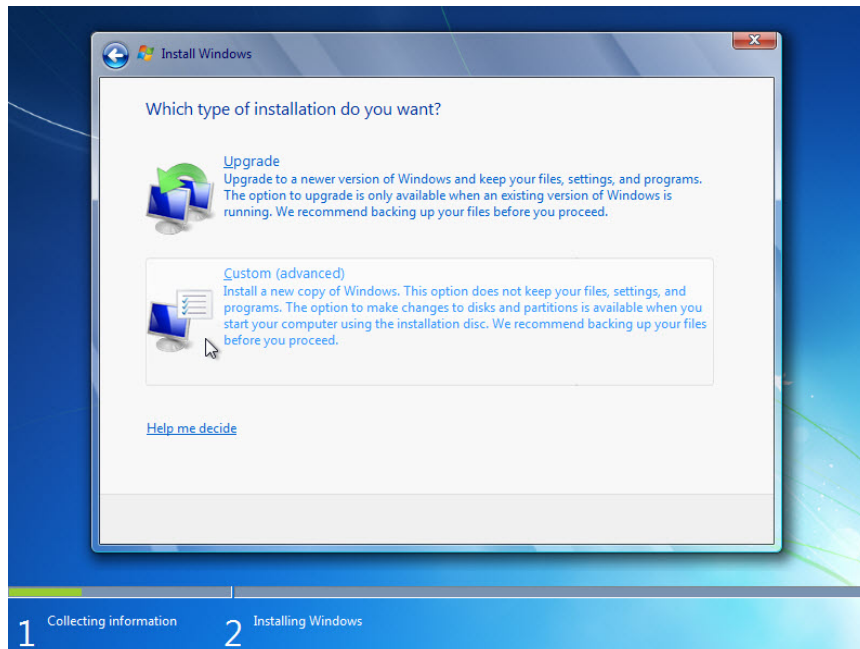 Install Windows
Which type of installation do you want?
Upgrade
Upgrade to a newer version of Windows and keep your files, settings, and programs.
The option to upgrade is only available when an existing version of Windows is
running. We recommend backing up your files before you proceed.
Custom (advanced)
Install a new copy of Windows. This option does not keep your files, settings, and
programs. The option to make changes to disks and partitions is available when you
start your computer using the installation disc. We recommend backing up your files
before you proceed.
Help me decide
1 Collecting information
2 Installing Windows